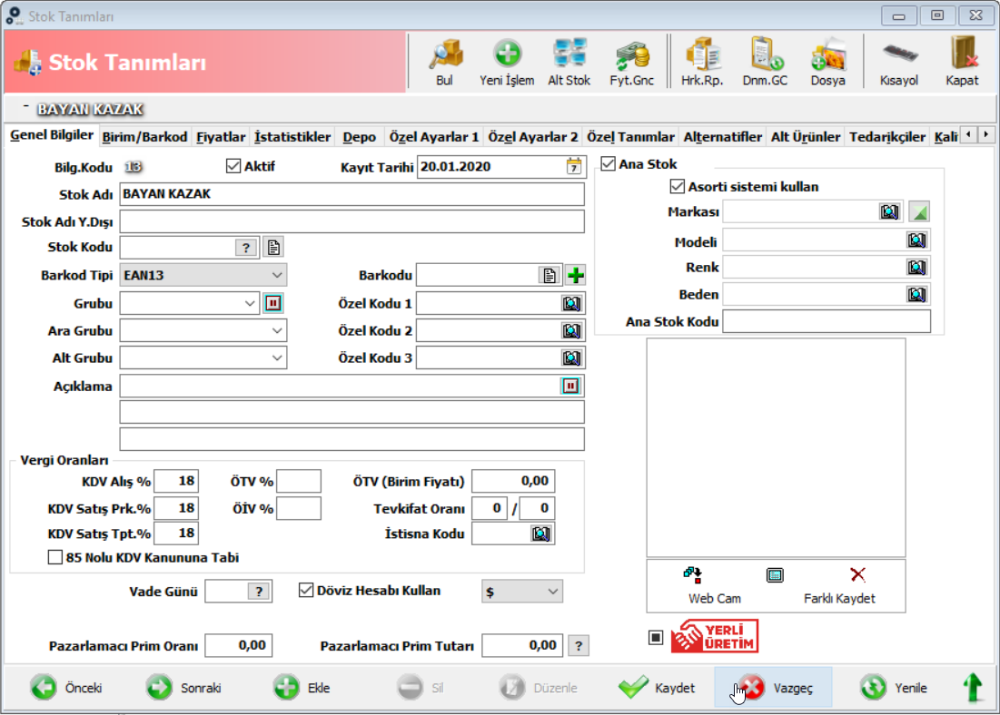 Stok Tanımları
Stok Tanımları
Bul Yeni İşlem Alt Stok Fyt.Gnc Hrk.Rp. Dnm.GC Dosya Kısayol Kapat
- BAYAN KAZAK
Genel Bilgiler Birim/Barkod Fiyatlar İstatistikler Depo Özel Ayarlar 1 Özel Ayarlar 2 Özel Tanımlar Alternatifler Alt Ürünler Tedarikçiler Kali
Bilg.Kodu 13 Aktif Kayıt Tarihi 20.01.2020 7 Ana Stok
Asorti sistemi kullan
Stok Adı BAYAN KAZAK
Markası
Stok Adı Y.Dışı
Modeli
Stok Kodu ?
Renk
Barkod Tipi EAN13 Barkodu
Beden
Grubu Özel Kodu 1
Ana Stok Kodu
Ara Grubu Özel Kodu 2
Alt Grubu Özel Kodu 3
Açıklama
Vergi Oranları
KDV Alış % 18 ÖTV % ÖTV (Birim Fiyatı) 0,00
KDV Satış Prk.% 18 ÖİV % Tevkifat Oranı 0 / 0
KDV Satış Tpt.% 18 İstisna Kodu
85 Nolu KDV Kanununa Tabi
Vade Günü ? Döviz Hesabı Kullan $
Web Cam Farklı Kaydet
YERLİ
ÜRETİM
Pazarlamacı Prim Oranı 0,00 Pazarlamacı Prim Tutarı 0,00 ?
Önceki Sonraki Ekle Sil Düzenle Kaydet Vazgeç Yenile